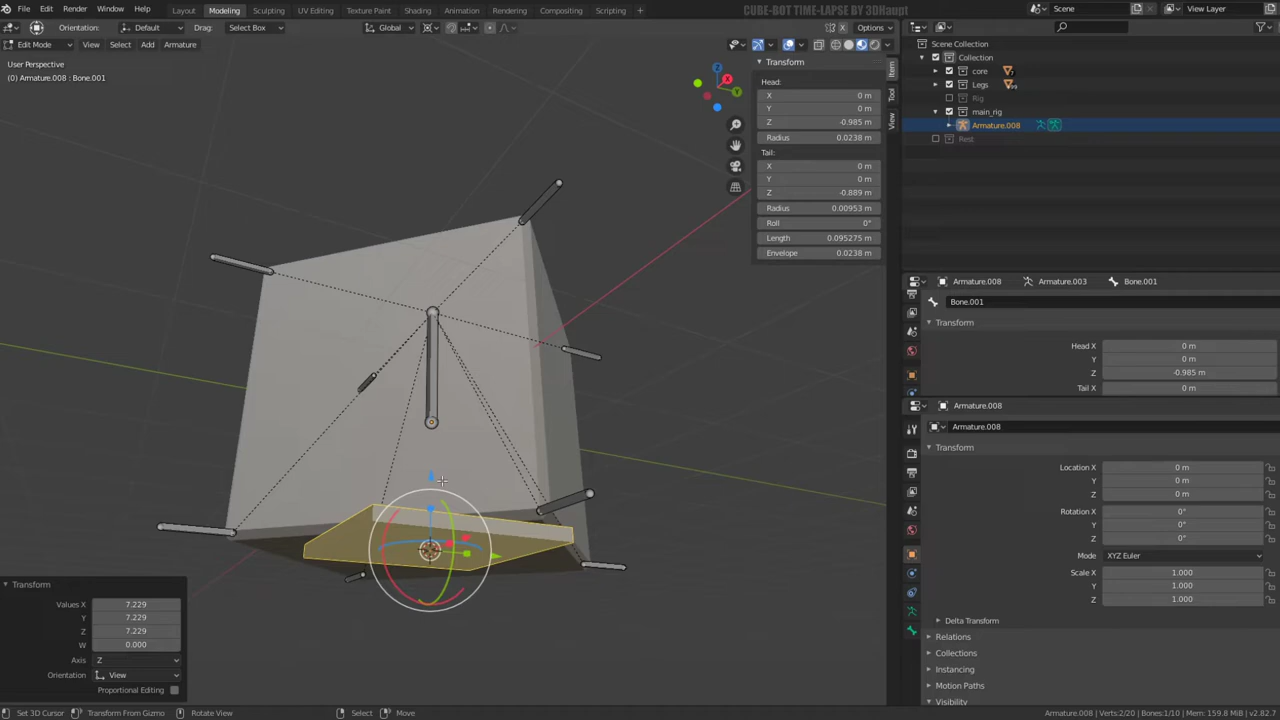 File Edit Render Window Help Layout Modeling Sculpting UV Editing Texture Paint Shading Animation Rendering Compositing Scripting CUBE-BOT TIME-LAPSE BY 3DHaupt Scene View Layer
Orientation: Default Drag: Select Box Global Options
Edit Mode View Select Add Armature
User Perspective
(0) Armature.008 : Bone.001
Transform
Head:
X 0 m
Y 0 m
Z -0.985 m
Radius 0.0238 m
Tail:
X 0 m
Y 0 m
Z -0.889 m
Radius 0.00953 m
Roll 0°
Length 0.095275 m
Envelope 0.0238 m
Item
Tool
View
Z
X
Y
Scene Collection
Collection
core
Legs
Rig
main_rig
Armature.008
Rest
Armature.008 Armature.003 Bone.001
Bone.001
Transform
Head X 0 m
Y 0 m
Z -0.985 m
Tail X 0 m
Armature.008
Armature.008
Transform
Location X 0 m
Y 0 m
Z 0 m
Rotation X 0°
Y 0°
Z 0°
Mode XYZ Euler
Scale X 1.000
Y 1.000
Z 1.000
Delta Transform
Relations
Collections
Instancing
Motion Paths
Visibility
Transform
Values X 7.229
Y 7.229
Z 7.229
W 0.000
Axis Z
Orientation View
Proportional Editing
Set 3D Cursor Transform From Gizmo Rotate View Select Move Armature.008 | Verts:2/20 | Bones:1/10 | Mem: 159.8 MiB | v2.82.7